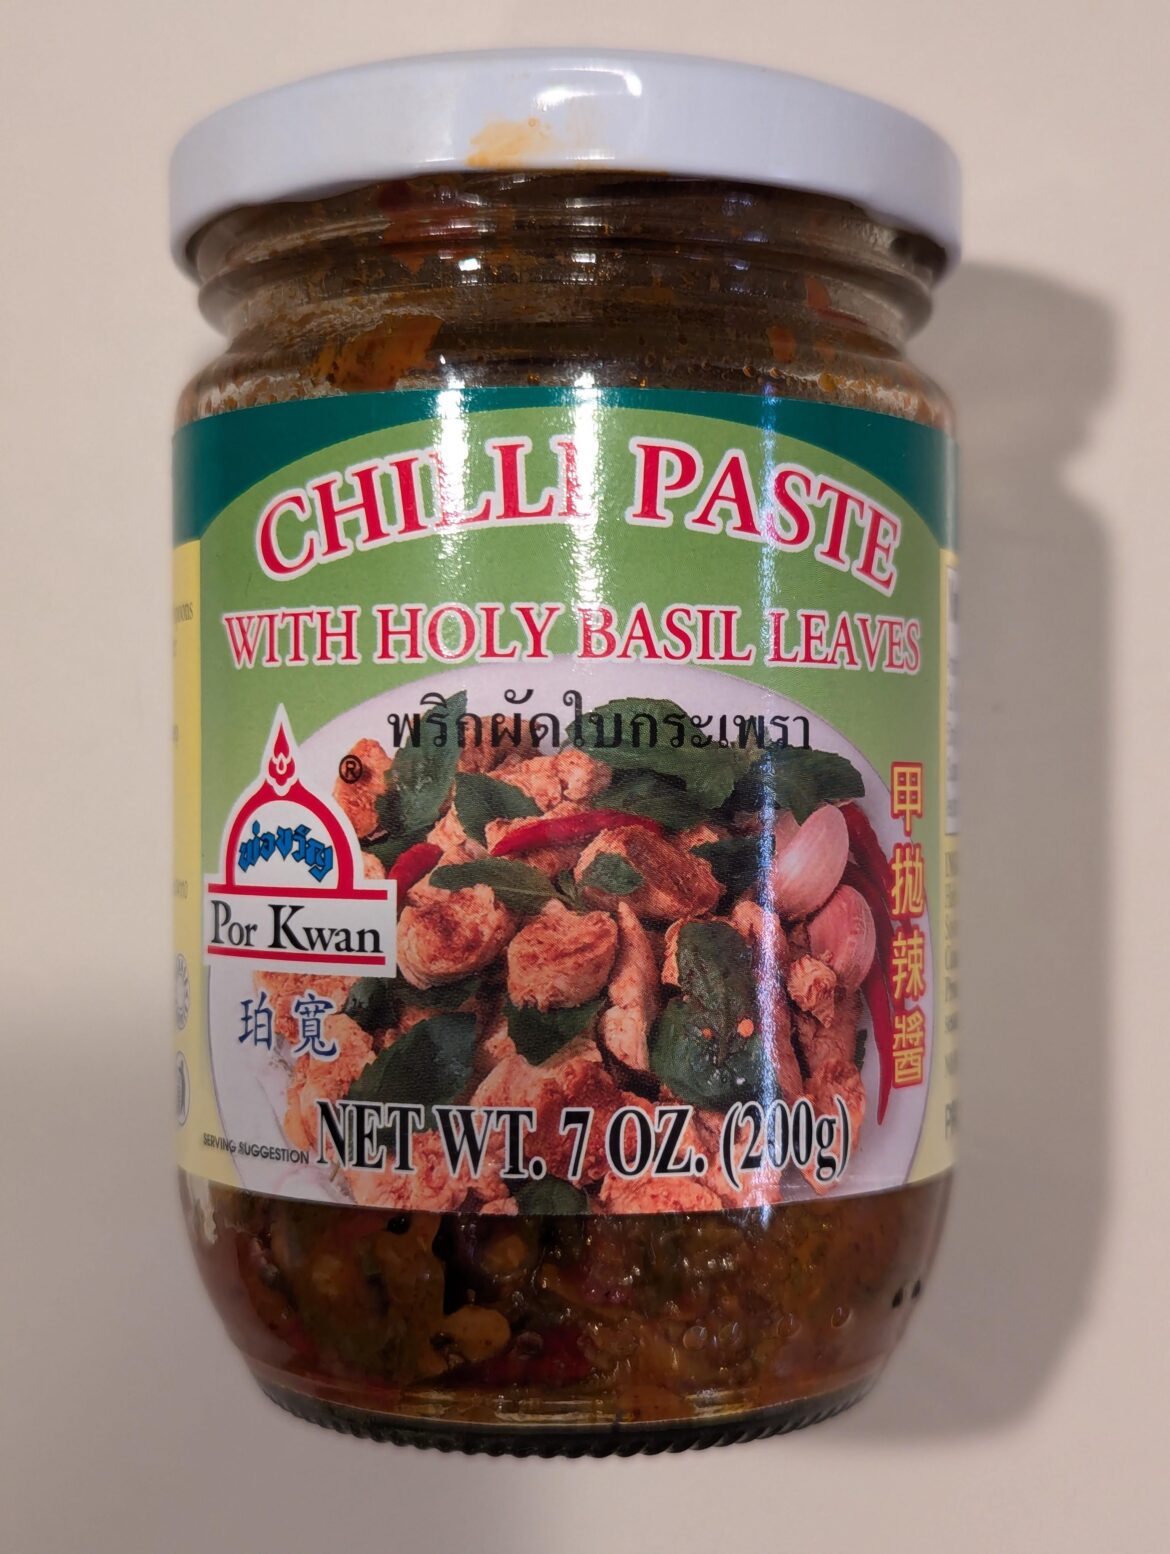 CHILLI PASTE
WITH HOLY BASIL LEAVES
พริกผัดใบกระเพรา
®
พ่อขวัญ
Por Kwan
珀寬
甲拋辣醬
SERVING SUGGESTION
NET WT. 7 OZ. (200g)